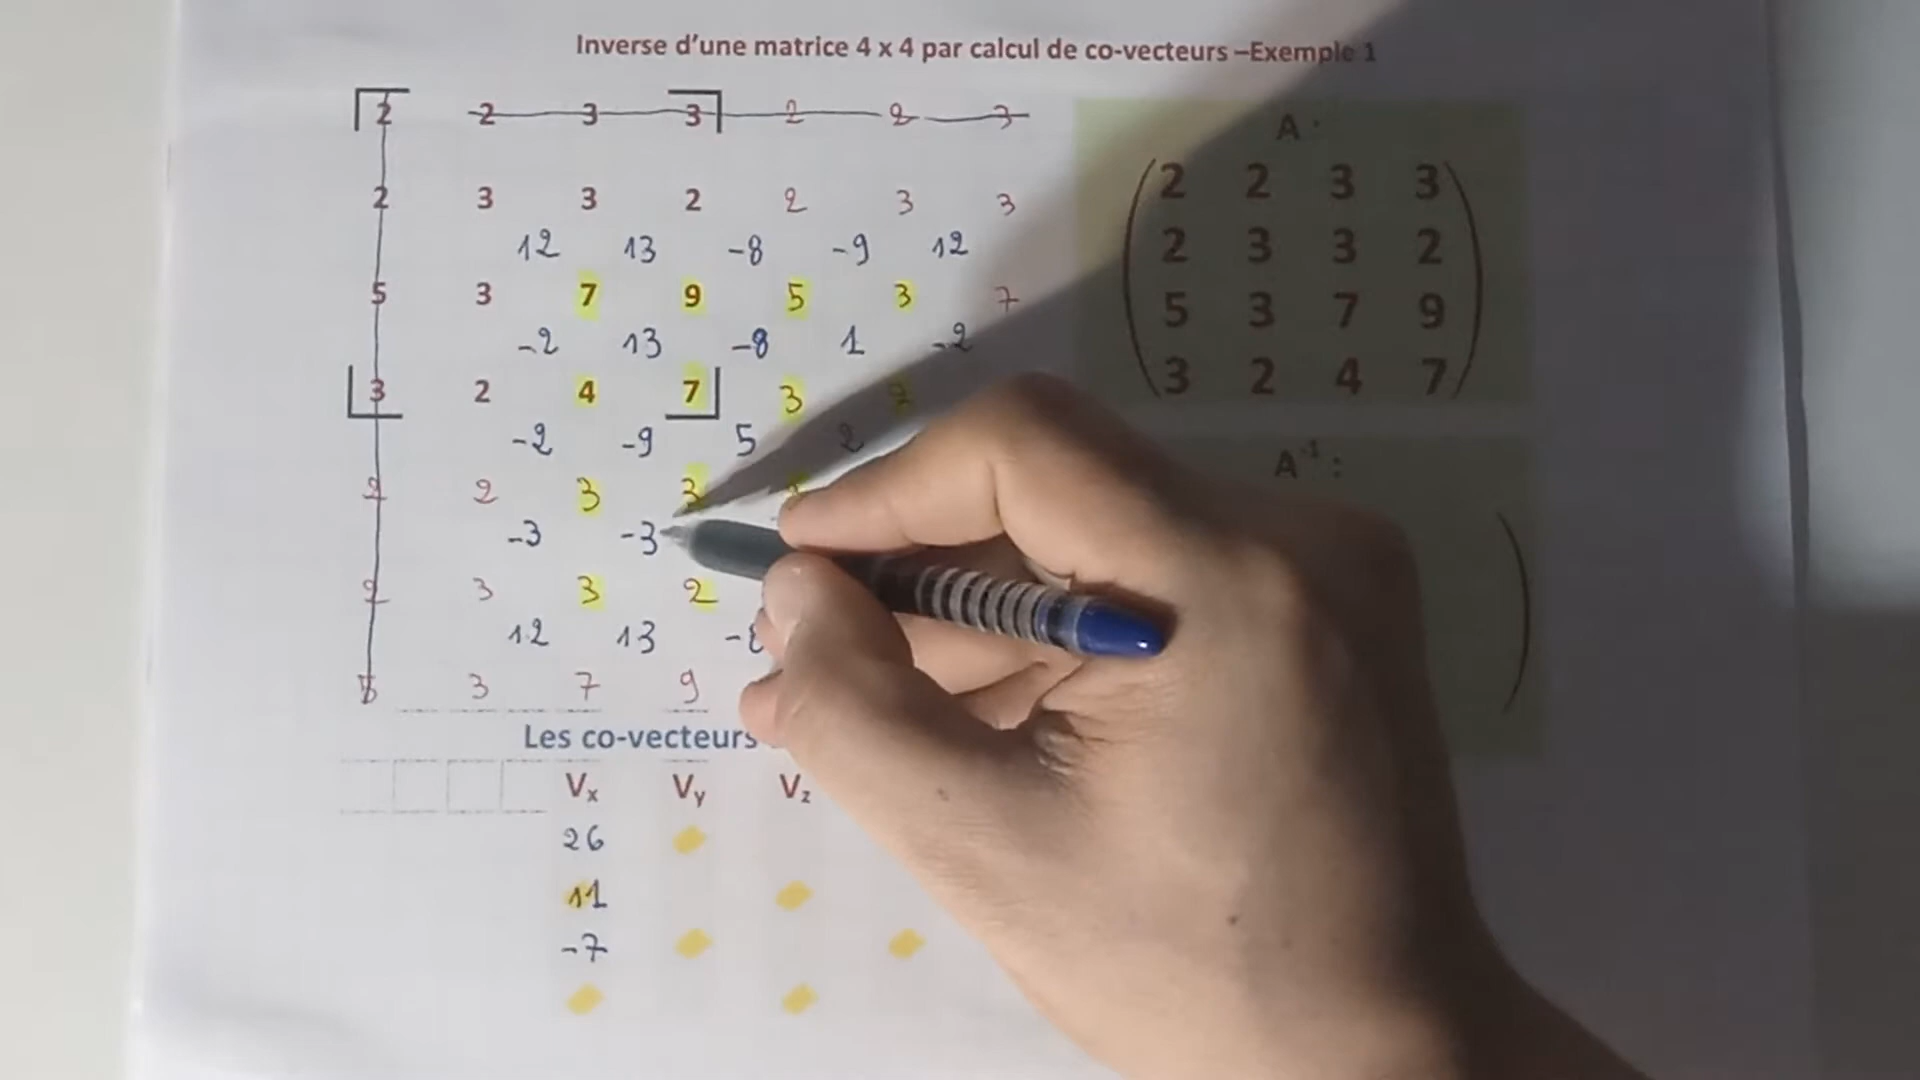 Inverse d'une matrice 4 x 4 par calcul de co-vecteurs –Exemple 1
2 2 3 3 2 2 3
2 3 3 2 2 3 3
12 13 -8 -9 12
5 3 7 9 5 3 7
-2 13 -8 1 -2
3 2 4 7 3 2
-2 -9 5 2
2 2 3 3
-3 -3
2 3 3 2
12 13 -8
5 3 7 9
Les co-vecteurs
Vx Vy Vz
26
11
-7
A :
2 2 3 3
2 3 3 2
5 3 7 9
3 2 4 7
A-1 :